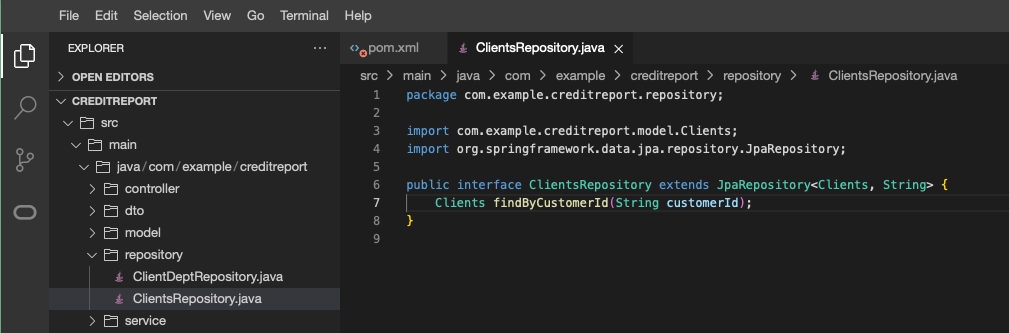 File Edit Selection View Go Terminal Help
EXPLORER ···
OPEN EDITORS
CREDITREPORT
src
main
java/com/example/creditreport
controller
dto
model
repository
ClientDeptRepository.java
ClientsRepository.java
service
pom.xml ClientsRepository.java
src > main > java > com > example > creditreport > repository > ClientsRepository.java
1 package com.example.creditreport.repository;
2
3 import com.example.creditreport.model.Clients;
4 import org.springframework.data.jpa.repository.JpaRepository;
5
6 public interface ClientsRepository extends JpaRepository<Clients, String> {
7     Clients findByCustomerId(String customerId);
8 }
9